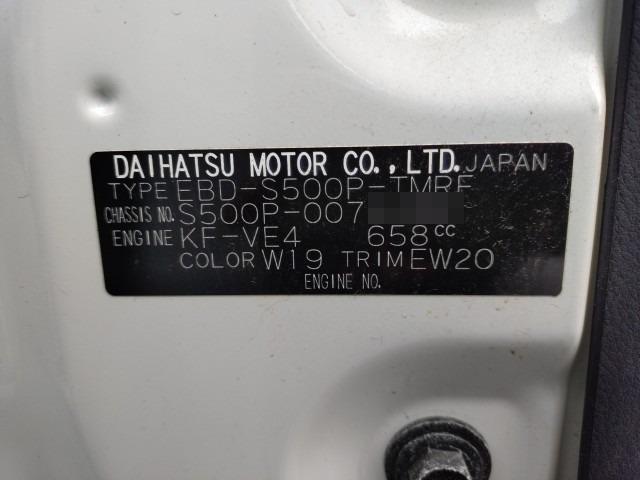 DAIHATSU MOTOR CO., LTD. JAPAN
TYPE EBD-S500P-TMRF
CHASSIS NO. S500P-007
ENGINE KF-VE4 658cc
COLOR W19 TRIM EW20
ENGINE NO.